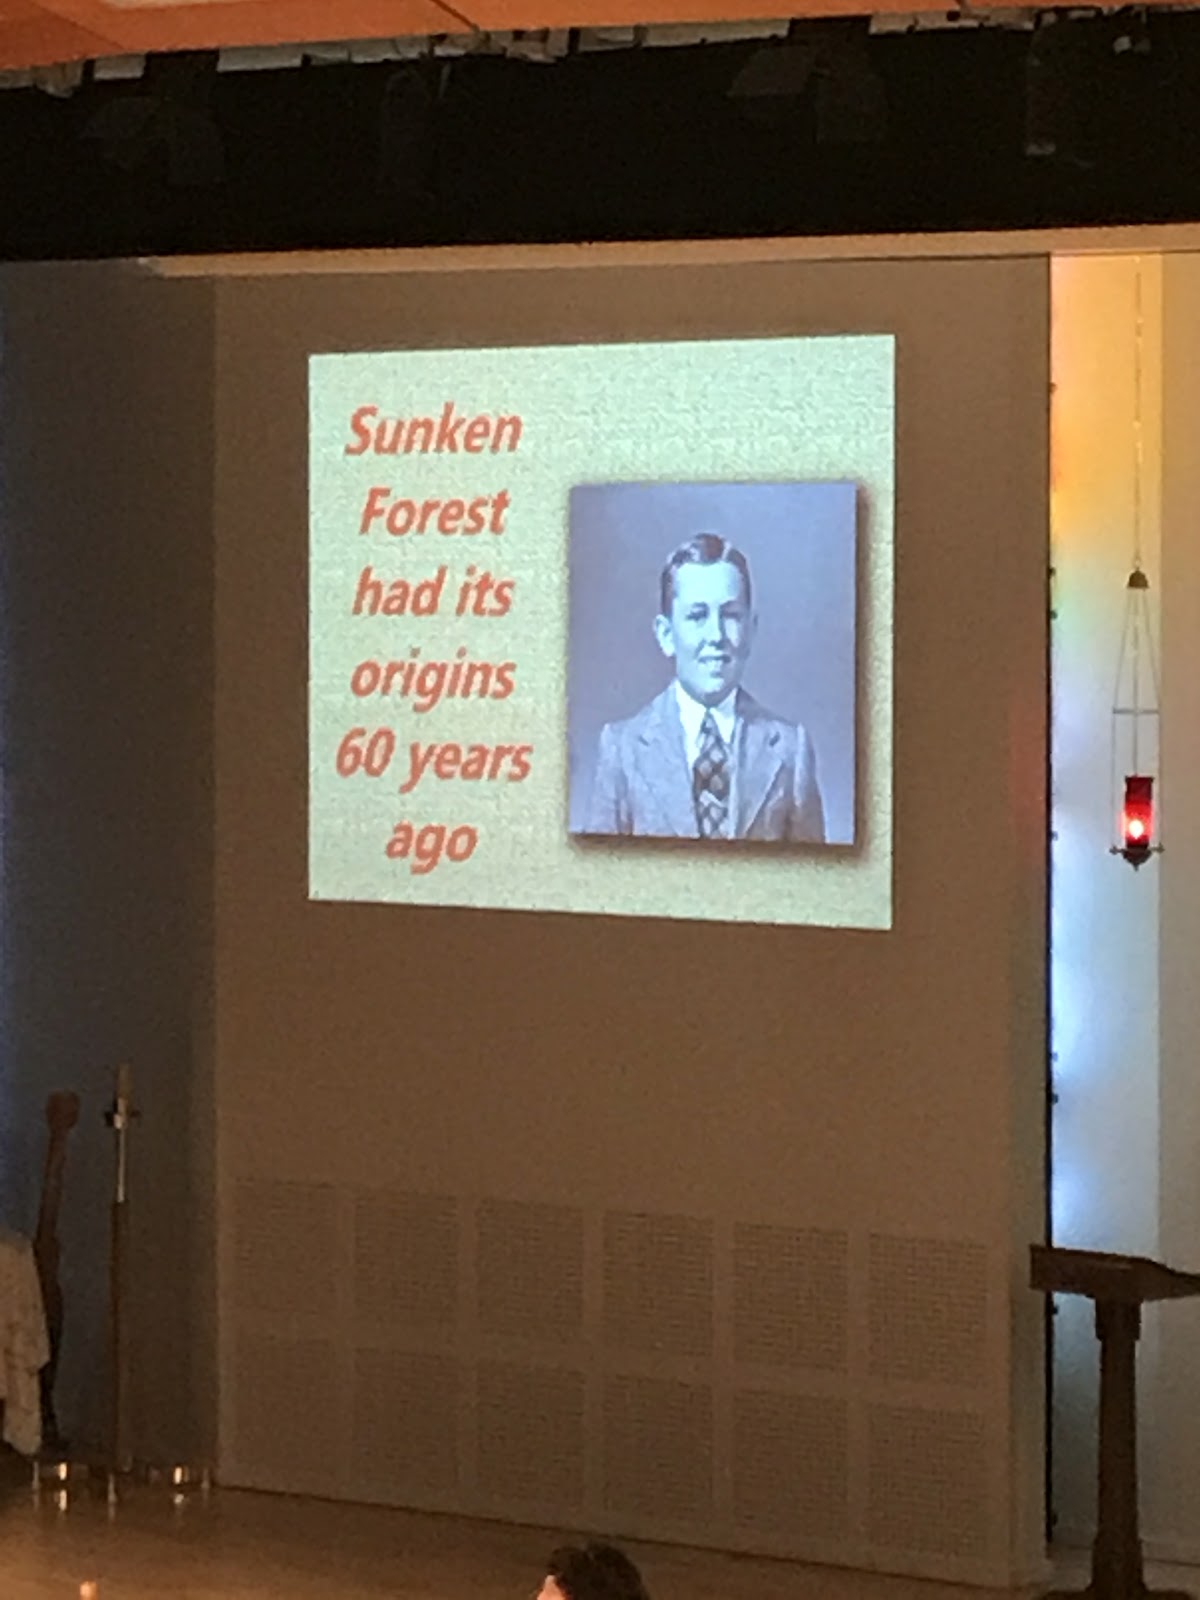 Sunken
Forest
had its
origins
60 years
ago